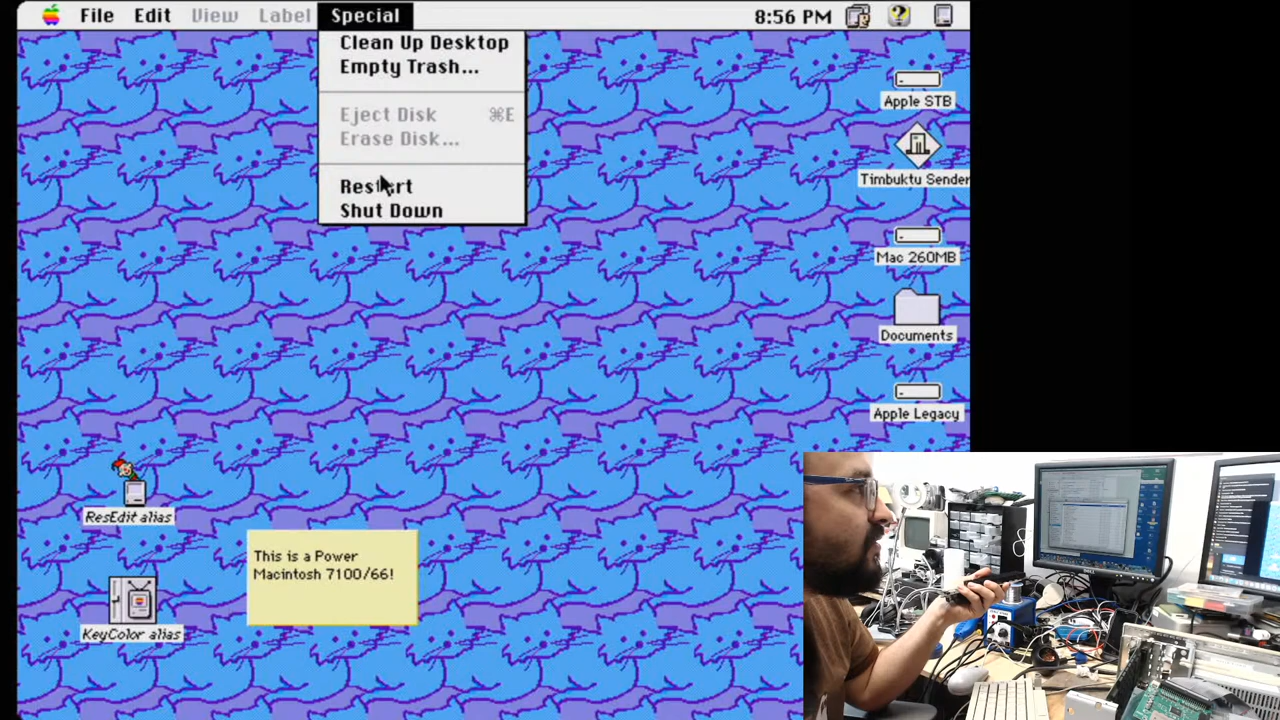 File Edit View Label Special 8:56 PM
Clean Up Desktop
Empty Trash...
Eject Disk ⌘E
Erase Disk...
Restart
Shut Down
Apple STB
Timbuktu Sender
Mac 260MB
Documents
Apple Legacy
ResEdit alias
This is a Power
Macintosh 7100/66!
KeyColor alias
DELL